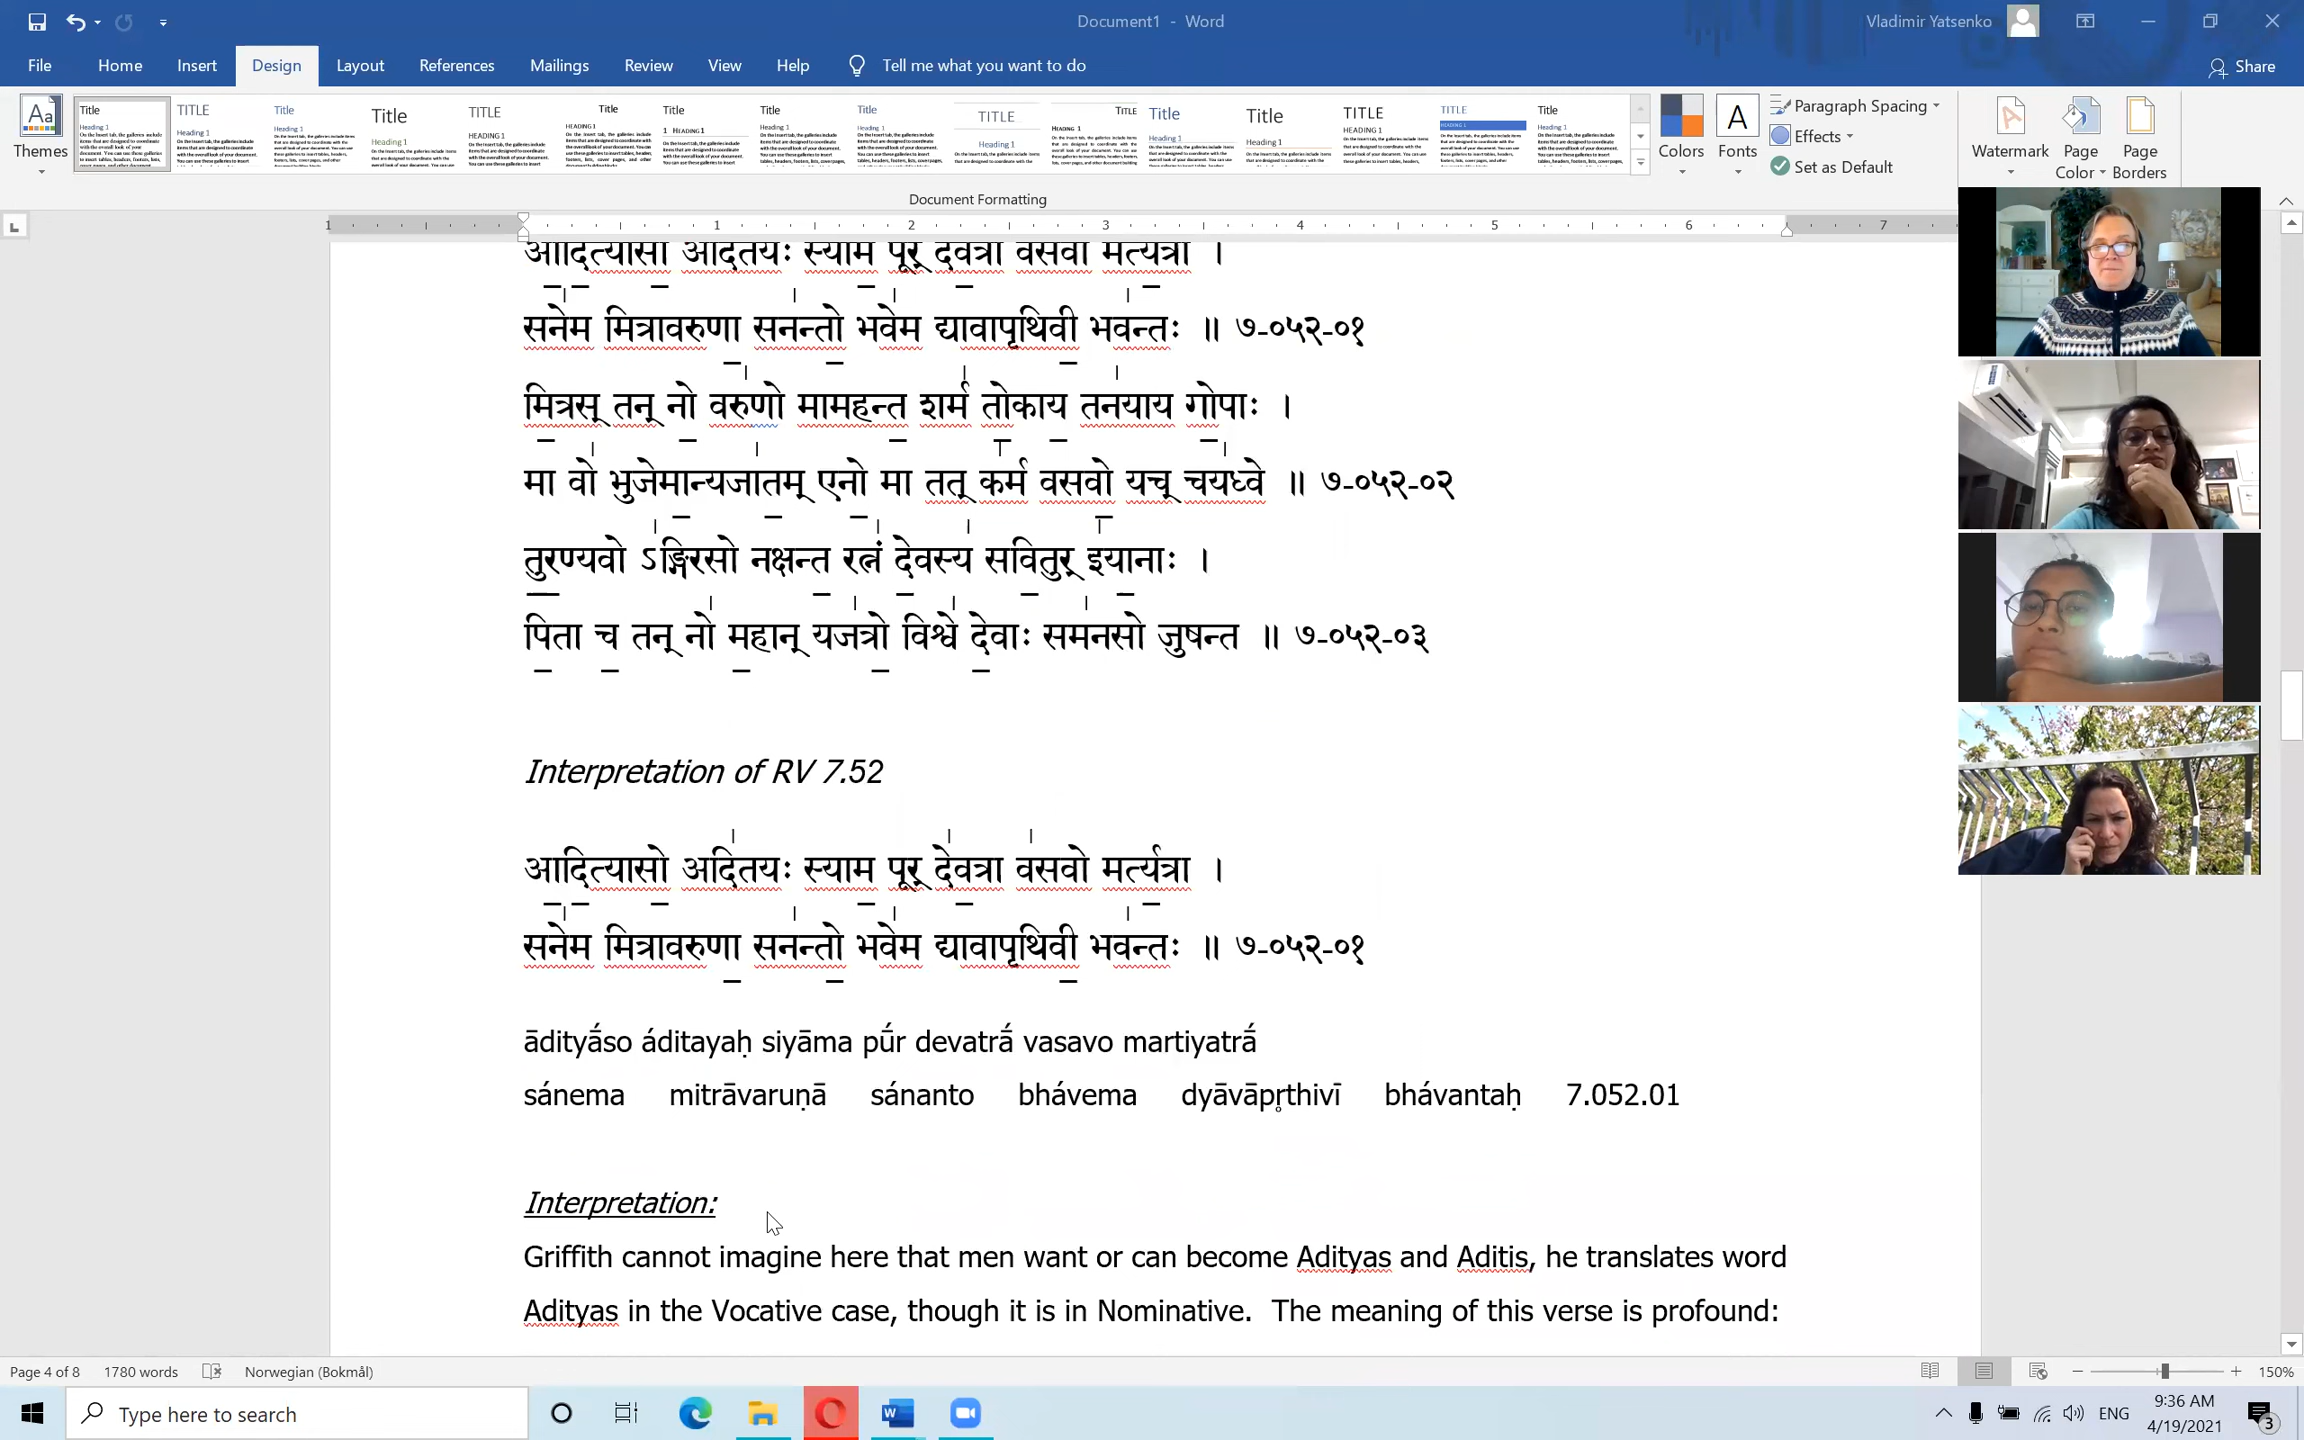 Document1 - Word
Vladimir Yatsenko
File Home Insert Design Layout References Mailings Review View Help Tell me what you want to do Share
Themes
Colors
Fonts
Paragraph Spacing
Effects
Set as Default
Watermark
Page Color
Page Borders
Document Formatting
1 1 2 3 4 5 6 7
आदित्यासो अदितयः स्याम पूर् देवत्रा वसवो मर्त्यत्रा ।
सनेम मित्रावरुणा सनन्तो भवेम द्यावापृथिवी भवन्तः ॥ ७-०५२-०१
मित्रस् तन् नो वरुणो मामहन्त शर्म तोकाय तनयाय गोपाः ।
मा वो भुजेमान्यजातम् एनो मा तत् कर्म वसवो यच् चयध्वे ॥ ७-०५२-०२
तुरण्यवो ऽङ्गिरसो नक्षन्त रत्नं देवस्य सवितुर् इयानाः ।
पिता च तन् नो महान् यजत्रो विश्वे देवाः समनसो जुषन्त ॥ ७-०५२-०३
Interpretation of RV 7.52
आदित्यासो अदितयः स्याम पूर् देवत्रा वसवो मर्त्यत्रा ।
सनेम मित्रावरुणा सनन्तो भवेम द्यावापृथिवी भवन्तः ॥ ७-०५२-०१
ādityā́so áditayaḥ siyāma pū́r devatrā́ vasavo martiyatrā́
sánema mitrāvaruṇā sánanto bhávema dyāvāpr̥thivī bhávantaḥ 7.052.01
Interpretation:
Griffith cannot imagine here that men want or can become Adityas and Aditis, he translates word
Adityas in the Vocative case, though it is in Nominative. The meaning of this verse is profound:
Page 4 of 8 1780 words Norwegian (Bokmål) 150%
Type here to search
ENG
9:36 AM
4/19/2021
3